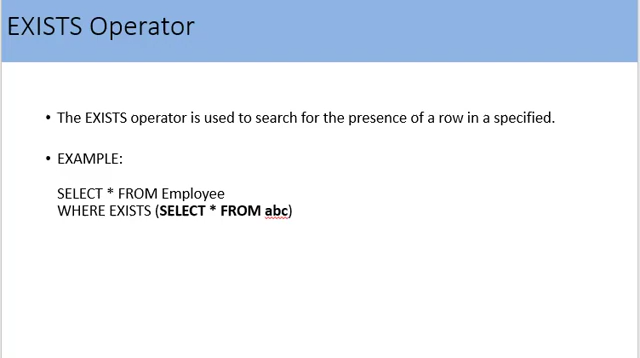 EXISTS Operator
• The EXISTS operator is used to search for the presence of a row in a specified.
• EXAMPLE:
SELECT * FROM Employee
WHERE EXISTS (SELECT * FROM abc)